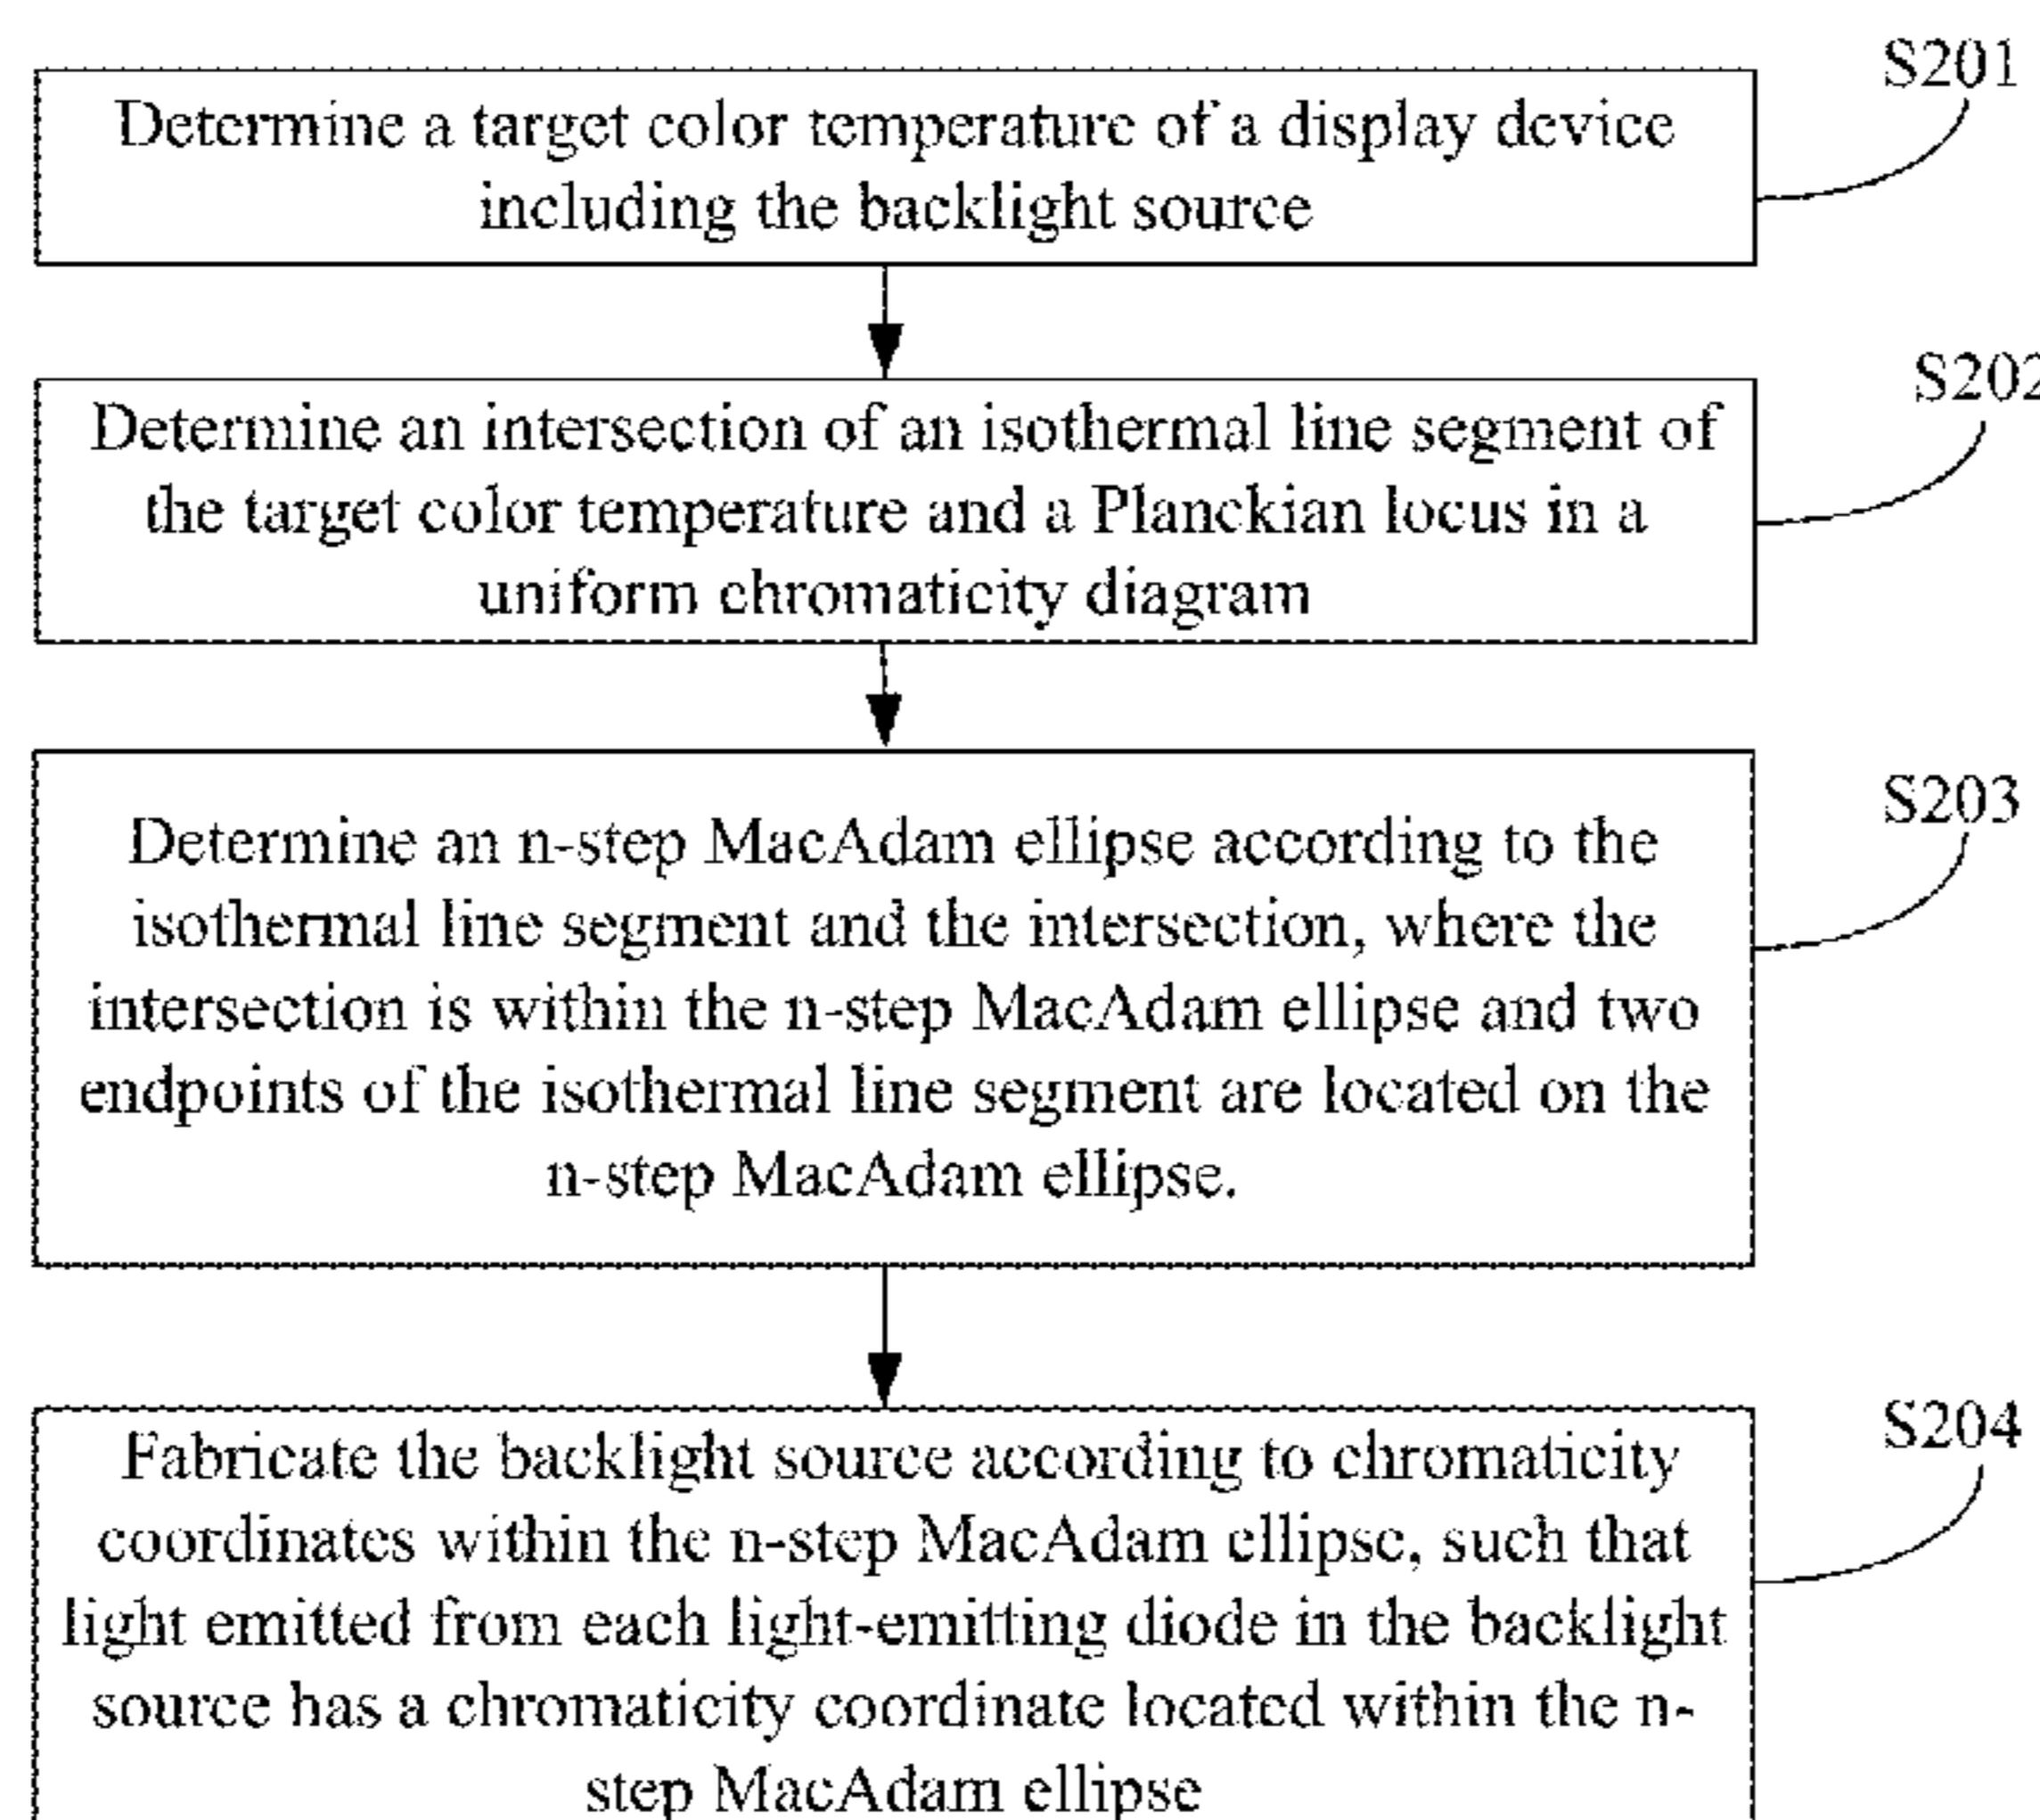 S201
Determine a target color temperature of a display device
including the backlight source
S202
Determine an intersection of an isothermal line segment of
the target color temperature and a Planckian locus in a
uniform chromaticity diagram
S203
Determine an n-step MacAdam ellipse according to the
isothermal line segment and the intersection, where the
intersection is within the n-step MacAdam ellipse and two
endpoints of the isothermal line segment are located on the
n-step MacAdam ellipse.
S204
Fabricate the backlight source according to chromaticity
coordinates within the n-step MacAdam ellipse, such that
light emitted from each light-emitting diode in the backlight
source has a chromaticity coordinate located within the n-
step MacAdam ellipse